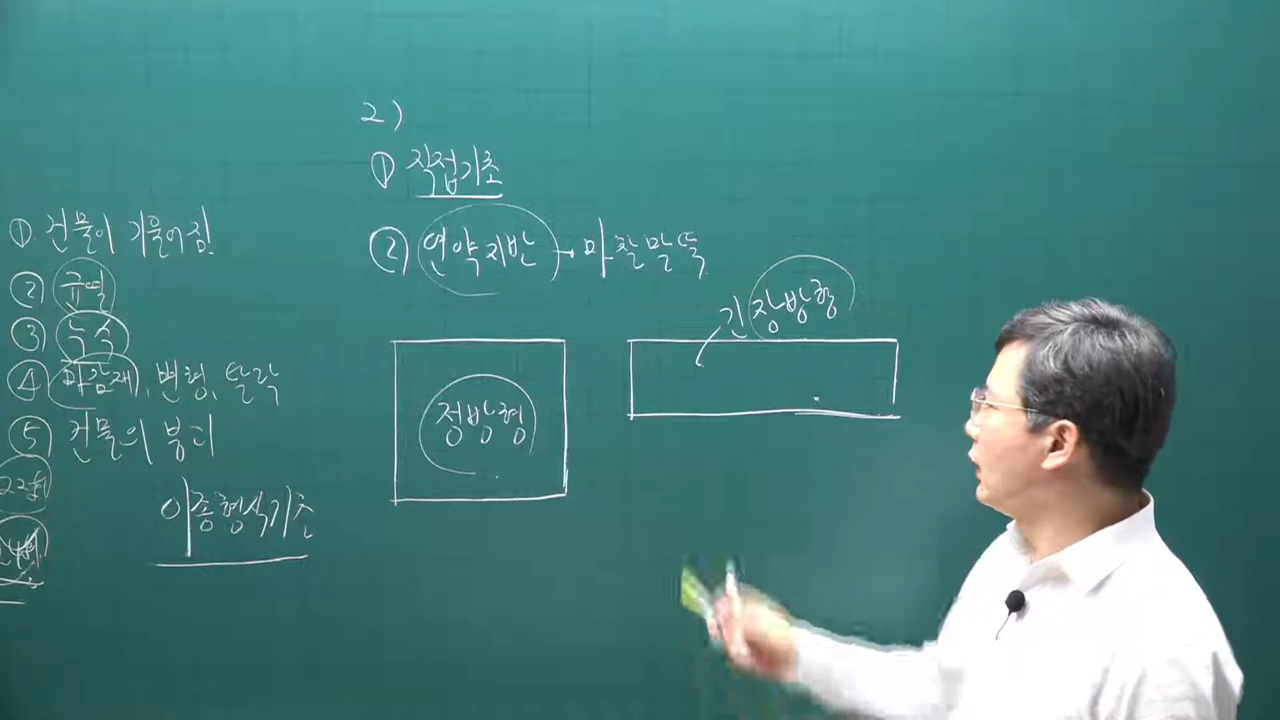 ① 건물이 기울어짐
② 균열
③ 누수
④ 마감재, 변형, 탈락
⑤ 건물의 붕괴
이종형식기초
2)
① 직접기초
② 연약지반 → 마찰말뚝
정방형
긴 장방형